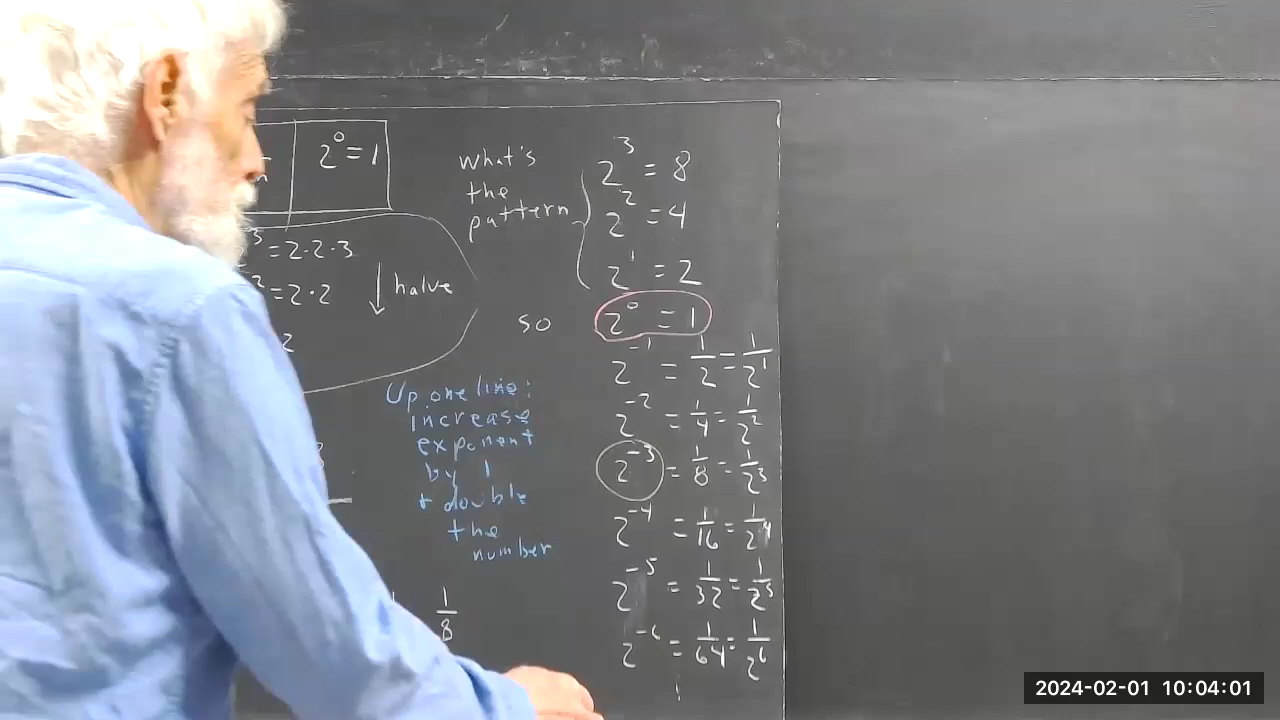 2⁰ = 1
n
³ = 2·2·3
² = 2·2
2
↓ halve
what's
the
pattern
2³ = 8
2² = 4
2¹ = 2
so 2⁰ = 1
2⁻¹ = 1/2 = 1/2¹
2⁻² = 1/4 = 1/2²
2⁻³ = 1/8 = 1/2³
2⁻⁴ = 1/16 = 1/2⁴
2⁻⁵ = 1/32 = 1/2⁵
2⁻⁶ = 1/64 = 1/2⁶
Up one line:
increase
exponent
by 1
+ double
the
number
1/8
2024-02-01 10:04:01